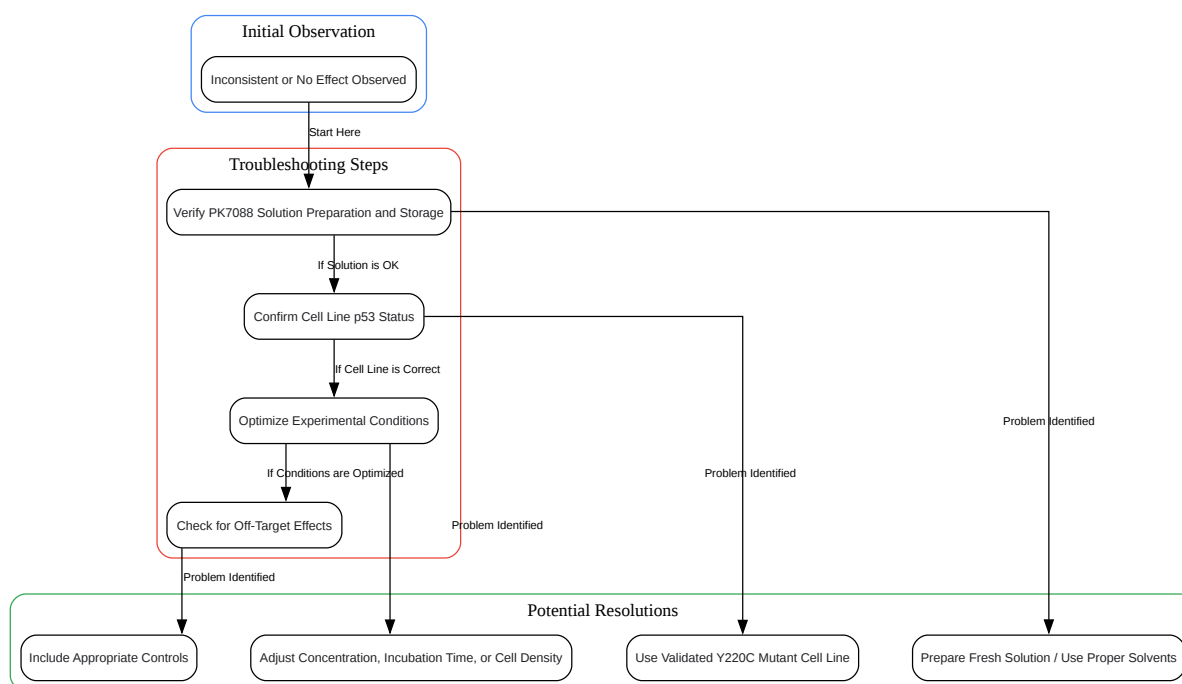 Initial Observation
Inconsistent or No Effect Observed
Start Here
Troubleshooting Steps
Verify PK7088 Solution Preparation and Storage
If Solution is OK
Confirm Cell Line p53 Status
If Cell Line is Correct
Optimize Experimental Conditions
Problem Identified
If Conditions are Optimized
Problem Identified
Check for Off-Target Effects
Problem Identified
Problem Identified
Potential Resolutions
Include Appropriate Controls
Adjust Concentration, Incubation Time, or Cell Density
Use Validated Y220C Mutant Cell Line
Prepare Fresh Solution / Use Proper Solvents